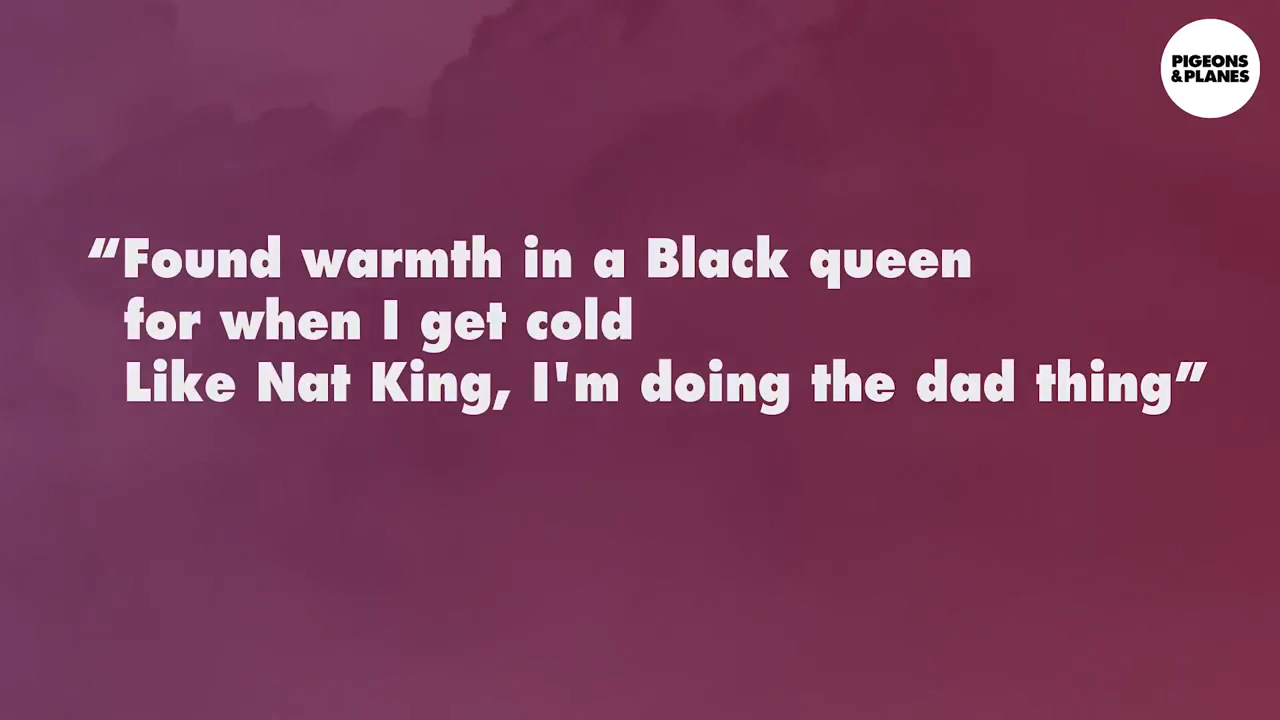 PIGEONS
&PLANES
“Found warmth in a Black queen
for when I get cold
Like Nat King, I'm doing the dad thing”